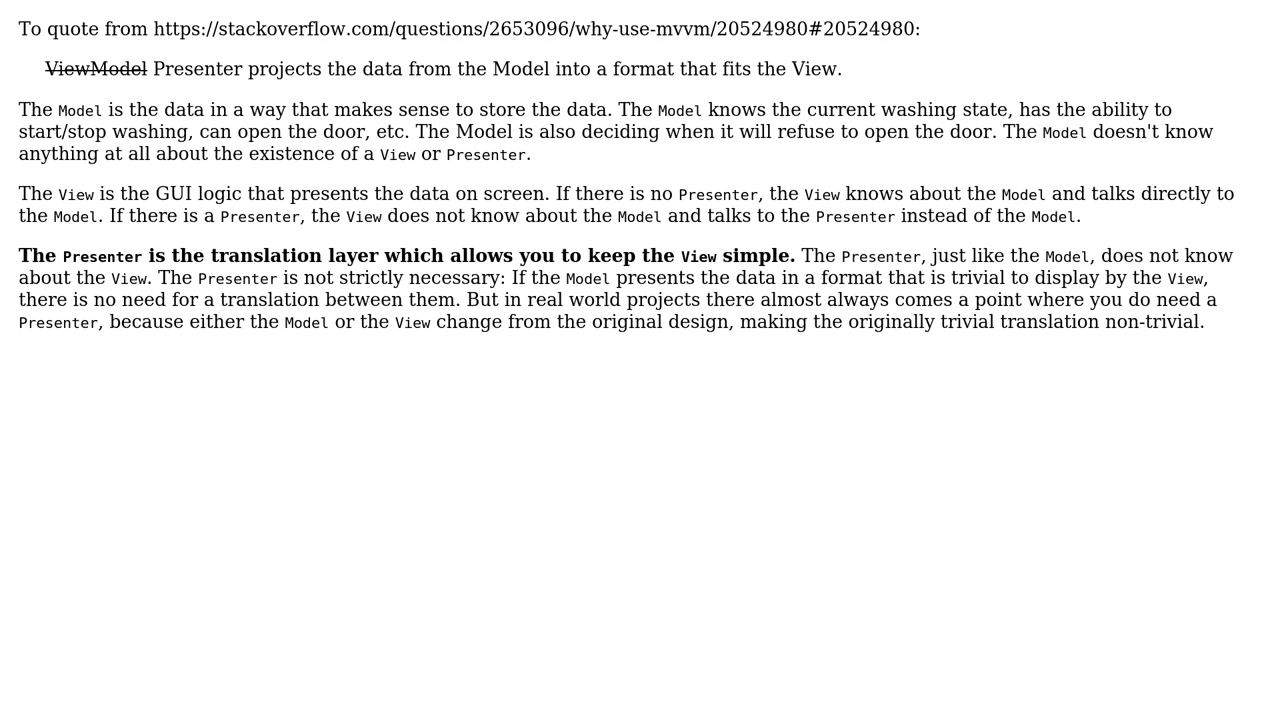 To quote from https://stackoverflow.com/questions/2653096/why-use-mvvm/20524980#20524980:
ViewModel Presenter projects the data from the Model into a format that fits the View.
The Model is the data in a way that makes sense to store the data. The Model knows the current washing state, has the ability to
start/stop washing, can open the door, etc. The Model is also deciding when it will refuse to open the door. The Model doesn't know
anything at all about the existence of a View or Presenter.
The View is the GUI logic that presents the data on screen. If there is no Presenter, the View knows about the Model and talks directly to
the Model. If there is a Presenter, the View does not know about the Model and talks to the Presenter instead of the Model.
The Presenter is the translation layer which allows you to keep the View simple. The Presenter, just like the Model, does not know
about the View. The Presenter is not strictly necessary: If the Model presents the data in a format that is trivial to display by the View,
there is no need for a translation between them. But in real world projects there almost always comes a point where you do need a
Presenter, because either the Model or the View change from the original design, making the originally trivial translation non-trivial.